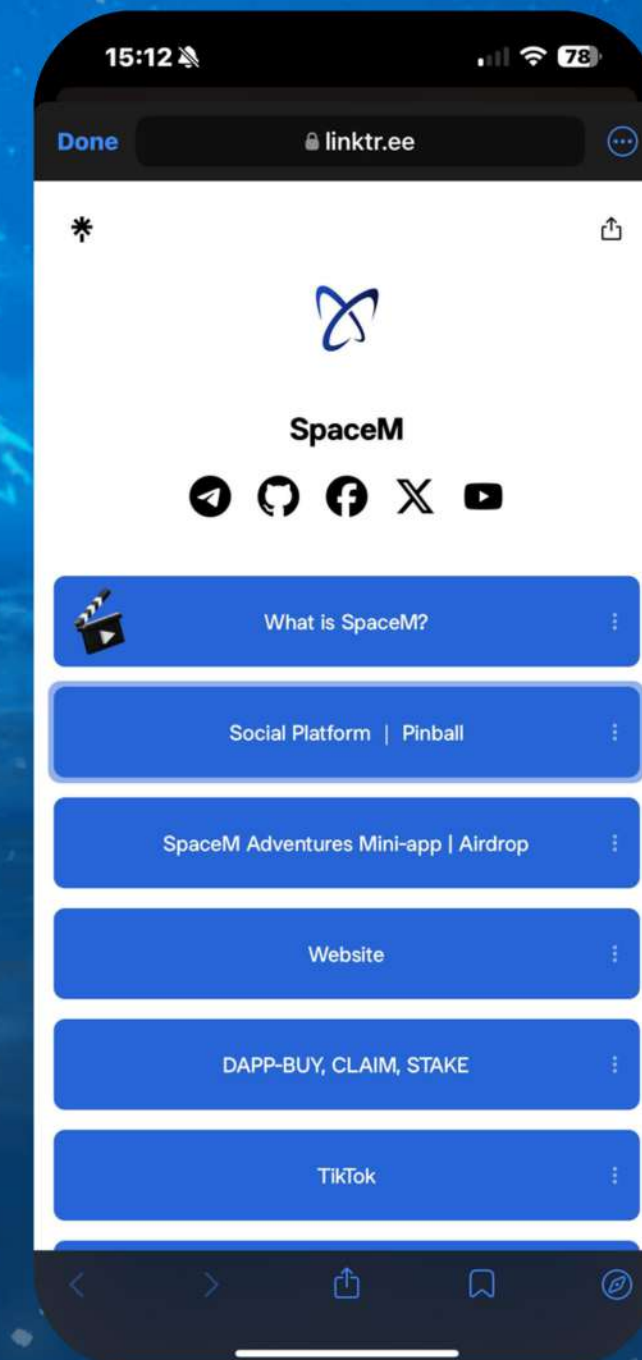 15:12
78
Done
linktr.ee
SpaceM
What is SpaceM?
Social Platform | Pinball
SpaceM Adventures Mini-app | Airdrop
Website
DAPP-BUY, CLAIM, STAKE
TikTok